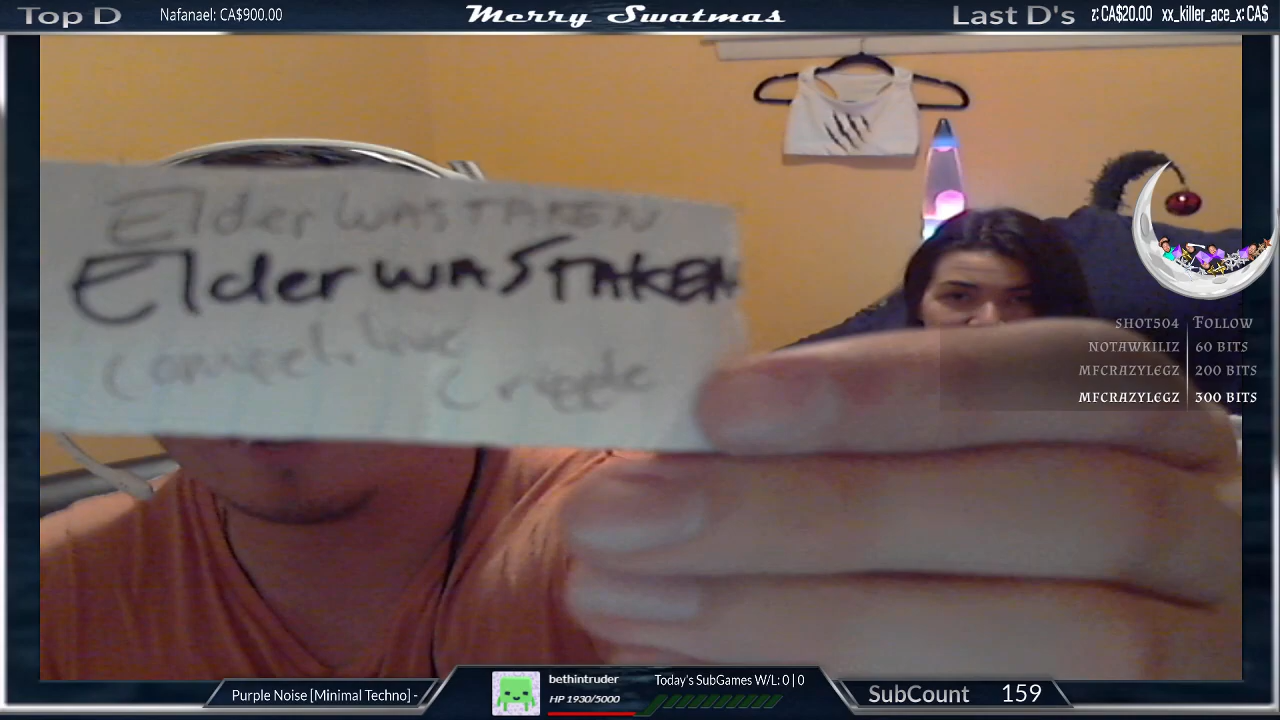 Top D
Nafanael: CA$900.00
Merry Swatmas
Last D's
z: CA$20.00 xx_killer_ace_x: CA$
ElderWASTAKEN
ElderWASTAKEN
SHOT504 FOLLOW
NOTAWKILIZ 60 BITS
MFCRAZYLEGZ 200 BITS
MFCRAZYLEGZ 300 BITS
Purple Noise [Minimal Techno] -
bethintruder
HP 1930/5000
Today's SubGames W/L: 0 | 0
SubCount 159